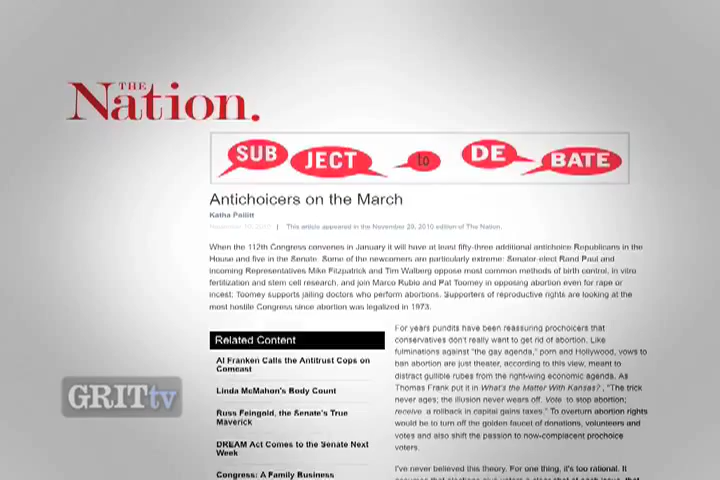 THE
Nation.
SUB JECT to DE BATE
Antichoicers on the March
Katha Pollitt
November 10, 2010 | This article appeared in the November 29, 2010 edition of The Nation.
When the 112th Congress convenes in January it will have at least fifty-three additional antichoice Republicans in the
House and five in the Senate. Some of the newcomers are particularly extreme: Senator-elect Rand Paul and
incoming Representatives Mike Fitzpatrick and Tim Walberg oppose most common methods of birth control, in vitro
fertilization and stem cell research, and join Marco Rubio and Pat Toomey in opposing abortion even for rape or
incest; Toomey supports jailing doctors who perform abortions. Supporters of reproductive rights are looking at the
most hostile Congress since abortion was legalized in 1973.
Related Content
Al Franken Calls the Antitrust Cops on
Comcast
Linda McMahon's Body Count
Russ Feingold, the Senate's True
Maverick
DREAM Act Comes to the Senate Next
Week
Congress: A Family Business
For years pundits have been reassuring prochoicers that
conservatives don't really want to get rid of abortion. Like
fulminations against "the gay agenda," porn and Hollywood, vows to
ban abortion are just theater, according to this view, meant to
distract gullible rubes from the right-wing economic agenda. As
Thomas Frank put it in What's the Matter With Kansas?, "The trick
never ages; the illusion never wears off. Vote to stop abortion;
receive a rollback in capital gains taxes." To overturn abortion rights
would be to turn off the golden faucet of donations, volunteers and
votes and also shift the passion to now-complacent prochoice
voters.
I've never believed this theory. For one thing, it's too rational. It
GRITtv